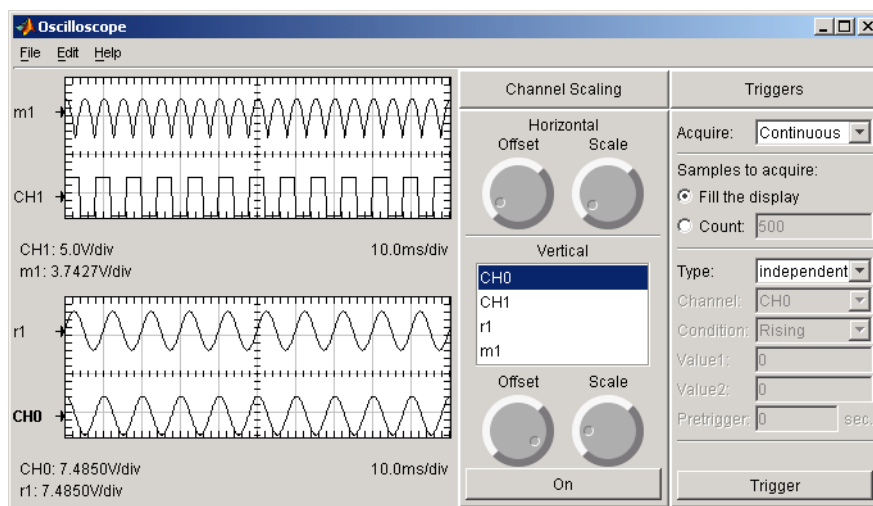 Oscilloscope
File Edit Help
m1
CH1
CH1: 5.0V/div 10.0ms/div
m1: 3.7427V/div
r1
CH0
CH0: 7.4850V/div 10.0ms/div
r1: 7.4850V/div
Channel Scaling
Horizontal
Offset Scale
Vertical
CH0
CH1
r1
m1
Offset Scale
On
Triggers
Acquire: Continuous
Samples to acquire:
Fill the display
Count: 500
Type: independent
Channel: CH0
Condition: Rising
Value1: 0
Value2: 0
Pretrigger: 0 sec.
Trigger